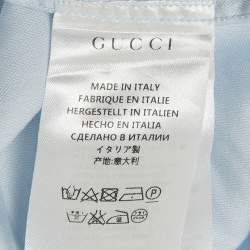 GUCCI
MADE IN ITALY
FABRIQUE EN ITALIE
HERGESTELLT IN ITALIEN
HECHO EN ITALIA
СДЕЛАНО В ИТАЛИИ
イタリア製
产地:意大利